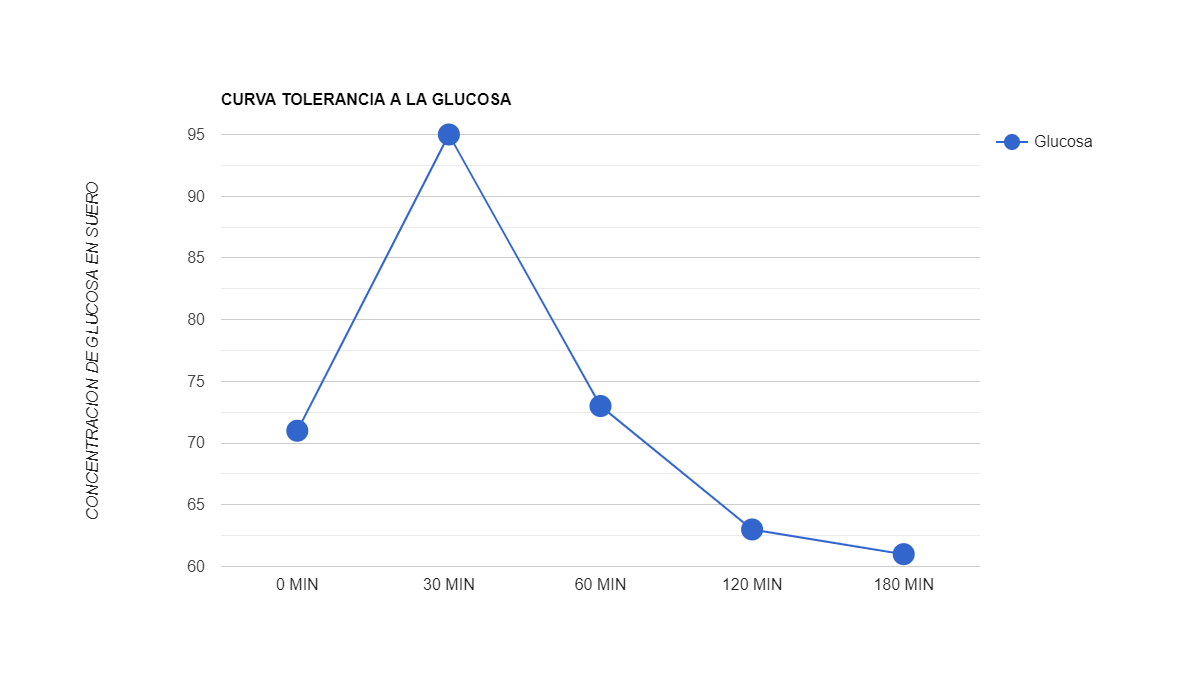 CURVA TOLERANCIA A LA GLUCOSA
Glucosa
CONCENTRACION DE GLUCOSA EN SUERO
95
90
85
80
75
70
65
60
0 MIN
30 MIN
60 MIN
120 MIN
180 MIN